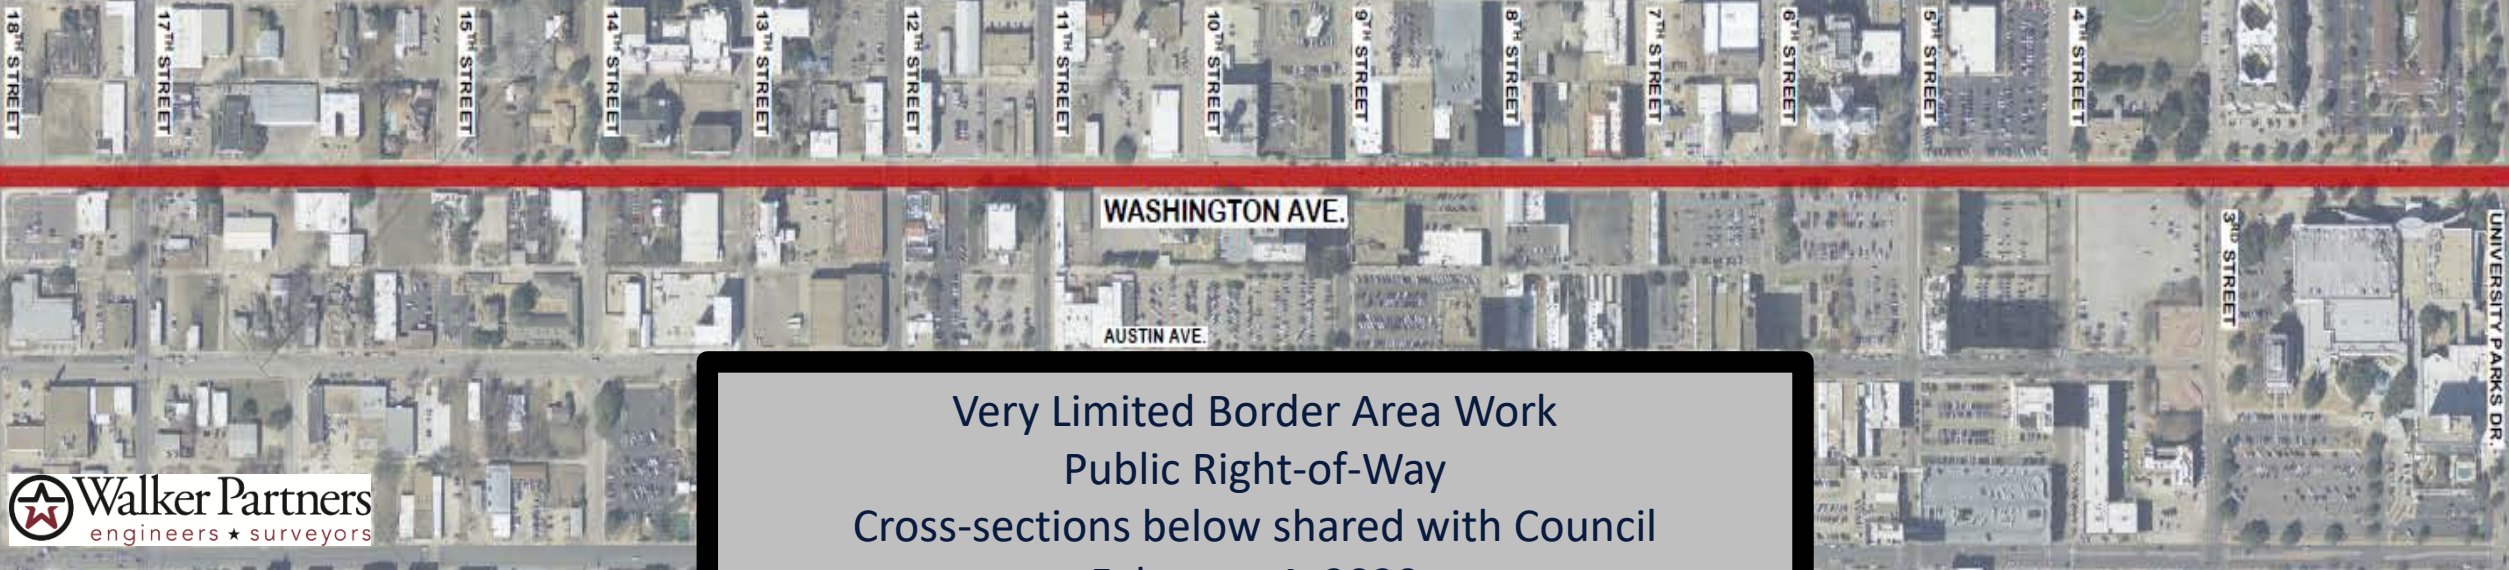 18TH STREET
17TH STREET
15TH STREET
14TH STREET
13TH STREET
12TH STREET
11TH STREET
10TH STREET
9TH STREET
8TH STREET
7TH STREET
6TH STREET
5TH STREET
4TH STREET
WASHINGTON AVE.
3RD STREET
UNIVERSITY PARKS DR.
AUSTIN AVE.
Very Limited Border Area Work
Public Right-of-Way
Cross-sections below shared with Council
Walker Partners
engineers ★ surveyors